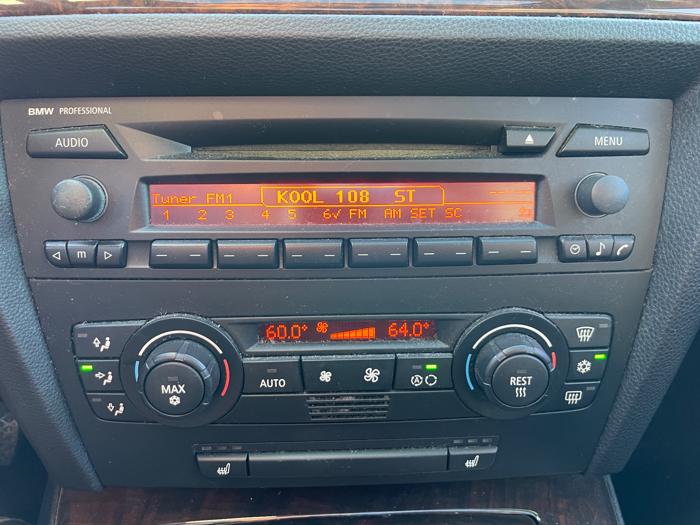 BMW PROFESSIONAL
AUDIO
MENU
Tuner FM1 KOOL 108 ST
1 2 3 4 5 6√ FM AM SET SC
m
60.0° 64.0°
AUTO
A
MAX
REST